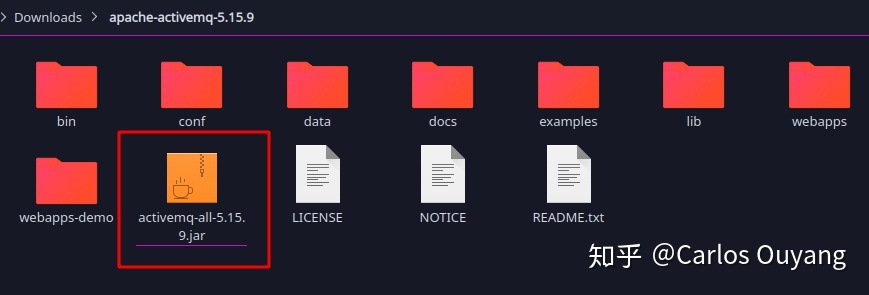 Downloads > apache-activemq-5.15.9
bin
conf
data
docs
examples
lib
webapps
webapps-demo
activemq-all-5.15.
9.jar
LICENSE
NOTICE
README.txt
知乎 @Carlos Ouyang